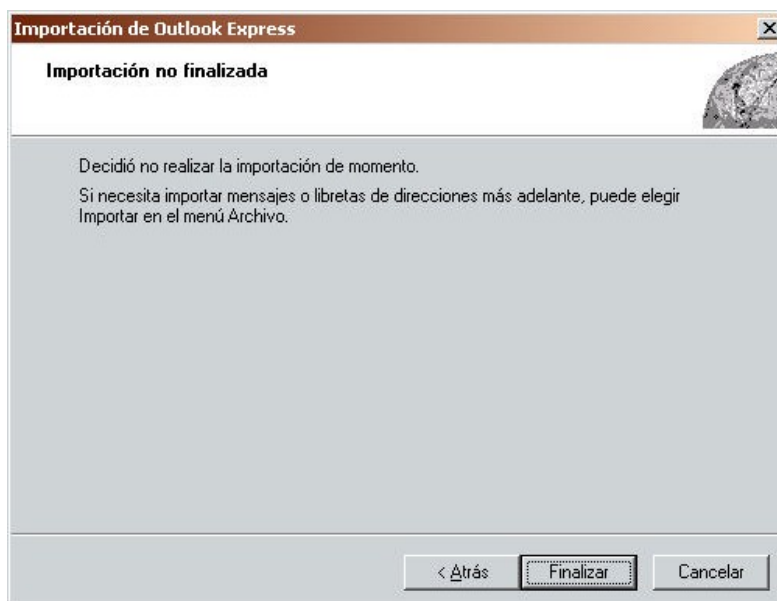 Importación de Outlook Express
Importación no finalizada
Decidió no realizar la importación de momento.
Si necesita importar mensajes o libretas de direcciones más adelante, puede elegir
Importar en el menú Archivo.
< Atrás
Finalizar
Cancelar